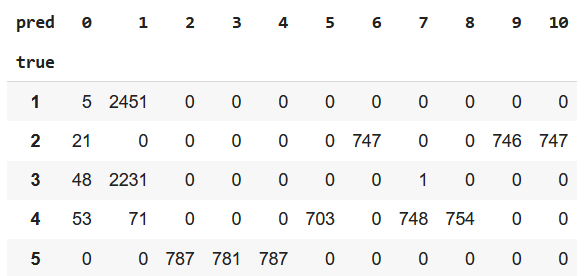 pred 0 1 2 3 4 5 6 7 8 9 10
true
1 5 2451 0 0 0 0 0 0 0 0 0
2 21 0 0 0 0 0 747 0 0 746 747
3 48 2231 0 0 0 0 0 1 0 0 0
4 53 71 0 0 0 703 0 748 754 0 0
5 0 0 787 781 787 0 0 0 0 0 0